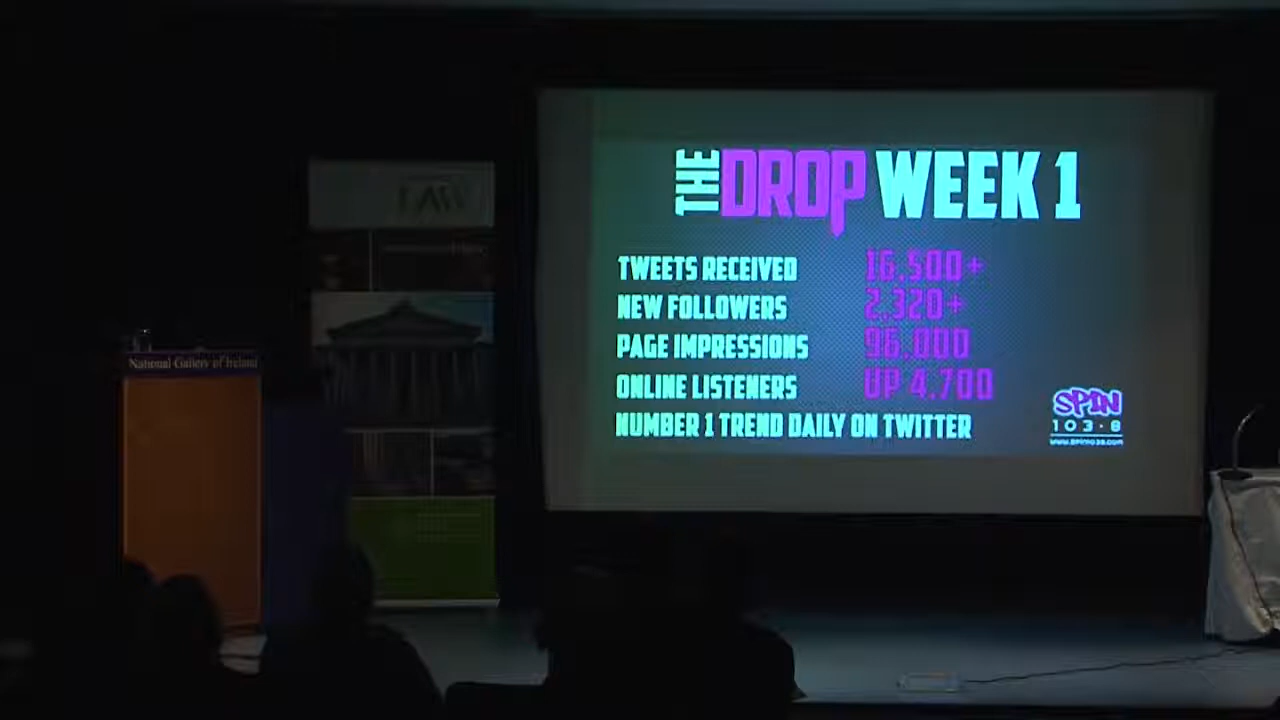 THE DROP WEEK 1
TWEETS RECEIVED 16.500+
NEW FOLLOWERS 2.320+
PAGE IMPRESSIONS 96.000
ONLINE LISTENERS UP 4.700
NUMBER 1 TREND DAILY ON TWITTER
SPIN
103·8
National Gallery of Ireland